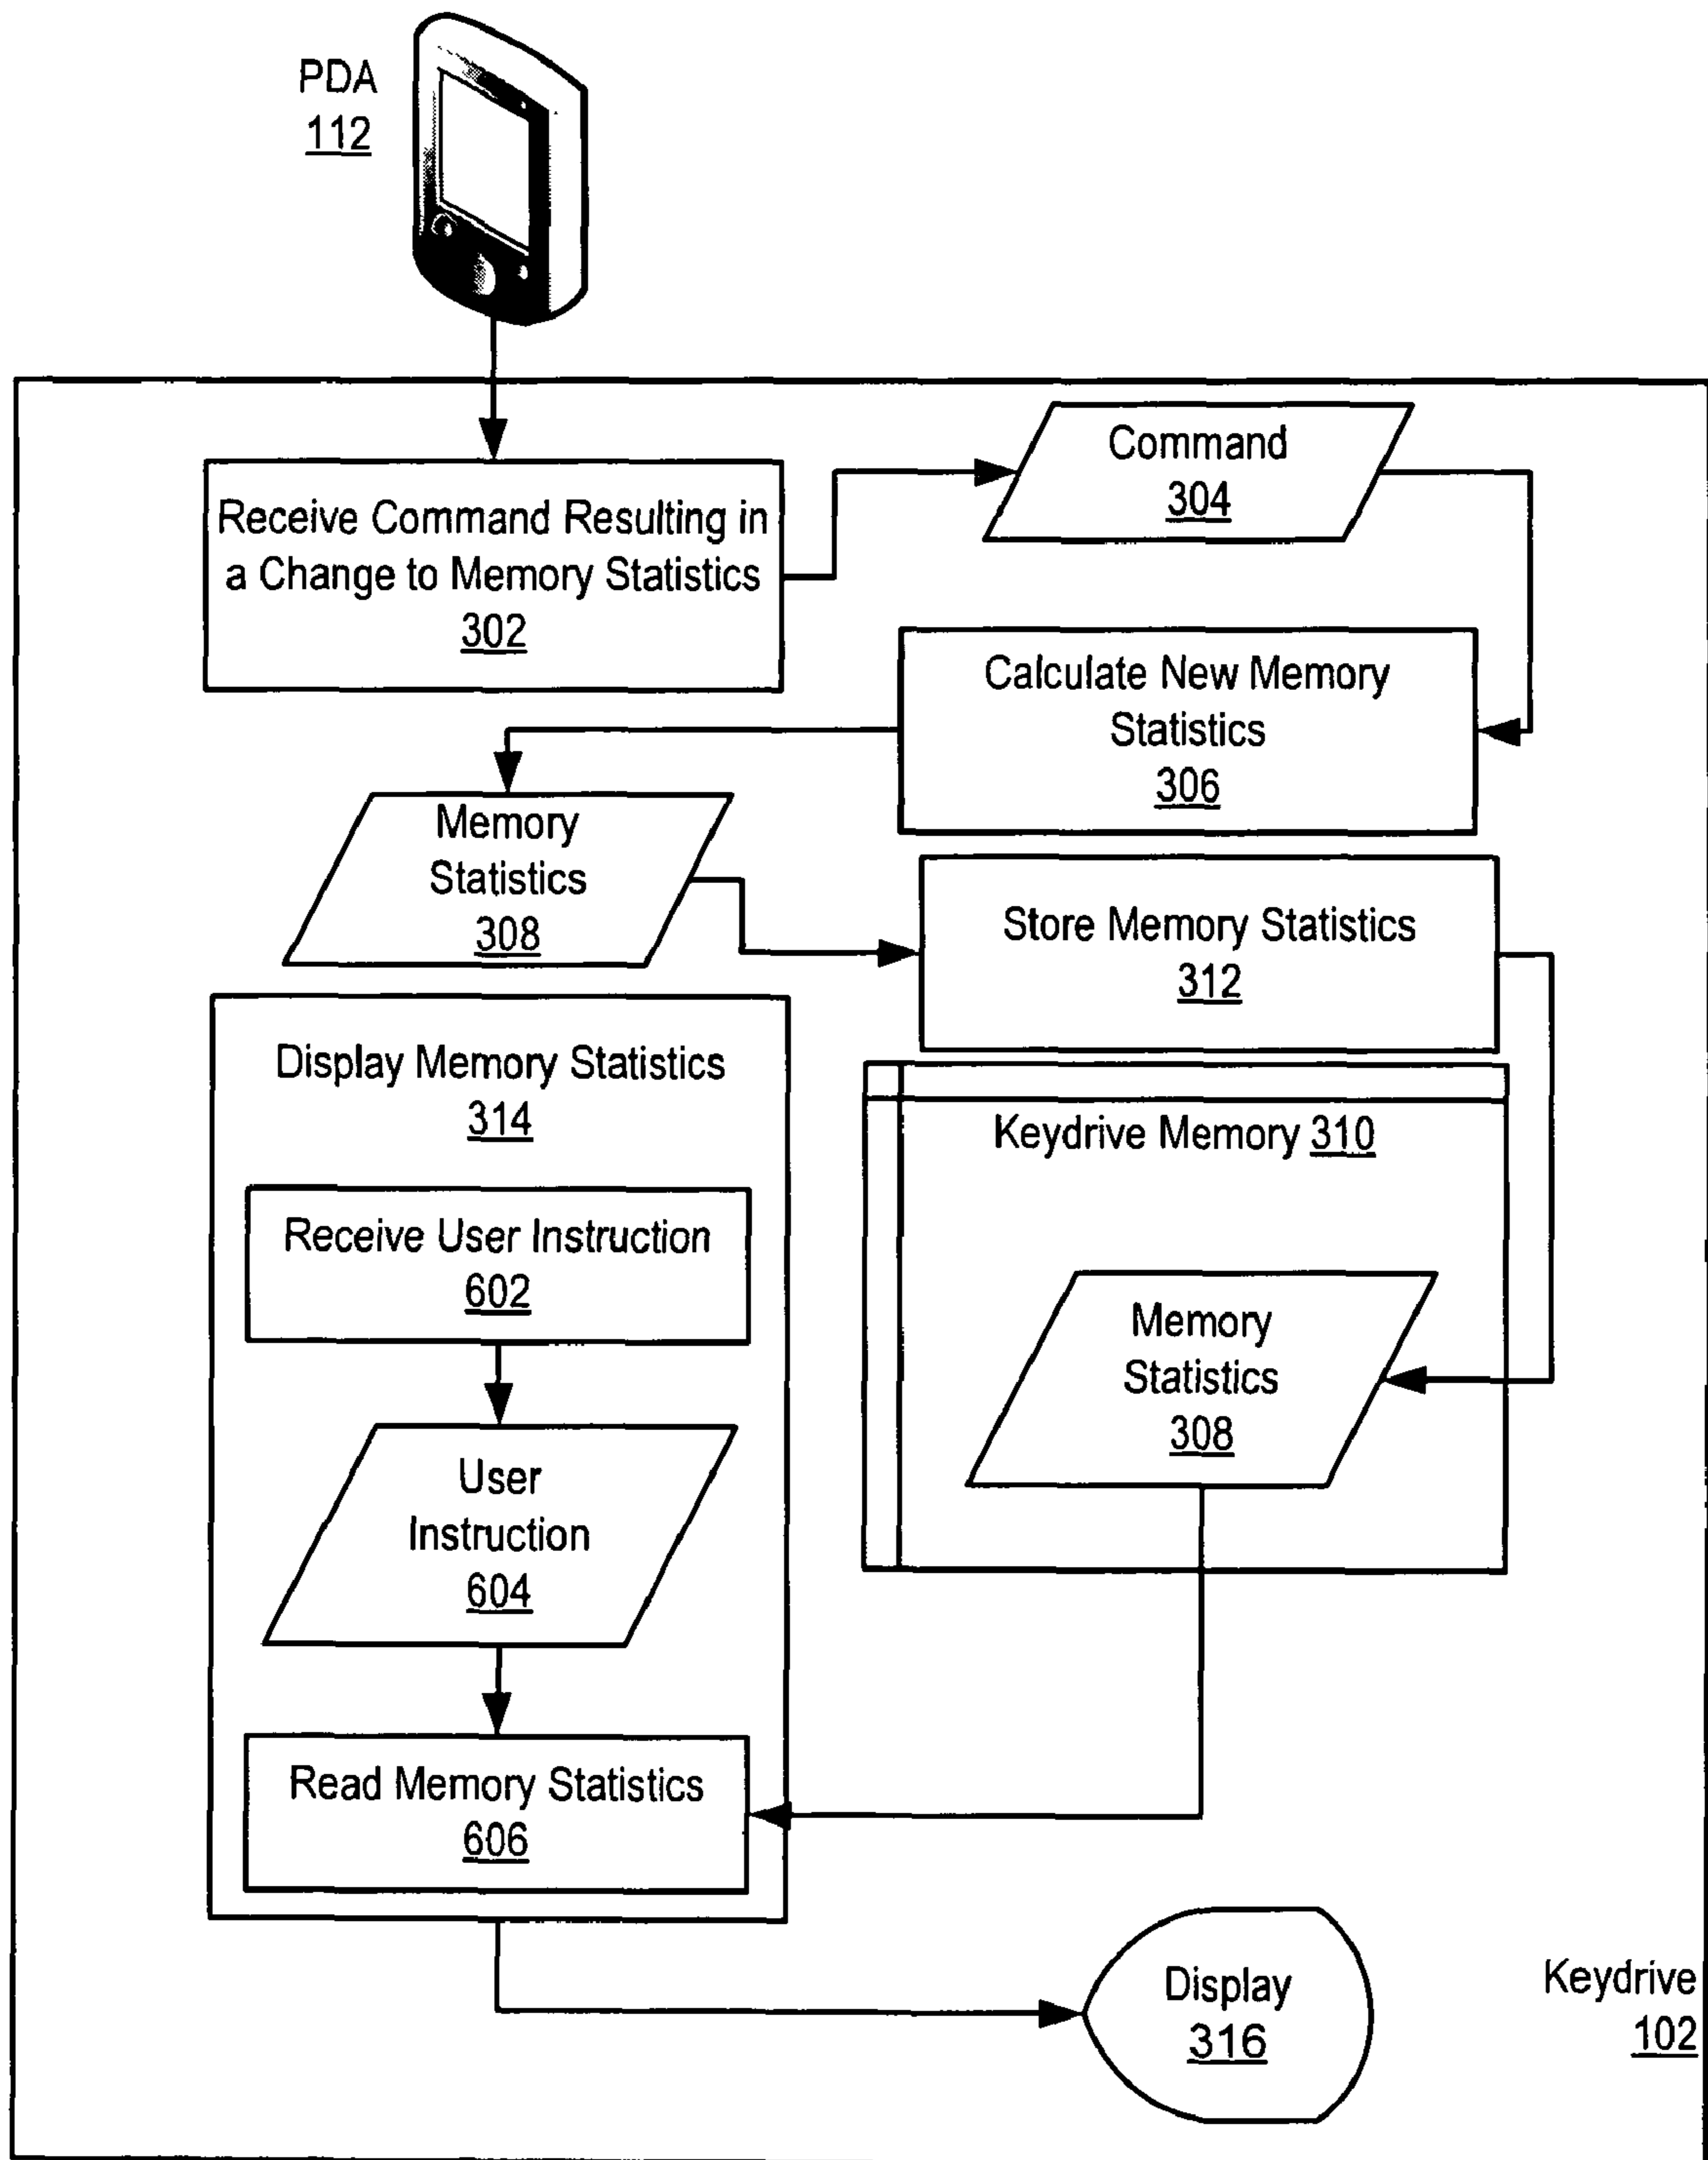 PDA
112
Command
304
Receive Command Resulting in
a Change to Memory Statistics
302
Calculate New Memory
Statistics
306
Memory
Statistics
308
Store Memory Statistics
312
Display Memory Statistics
314
Keydrive Memory 310
Receive User Instruction
602
Memory
Statistics
308
User
Instruction
604
Read Memory Statistics
606
Display
316
Keydrive
102